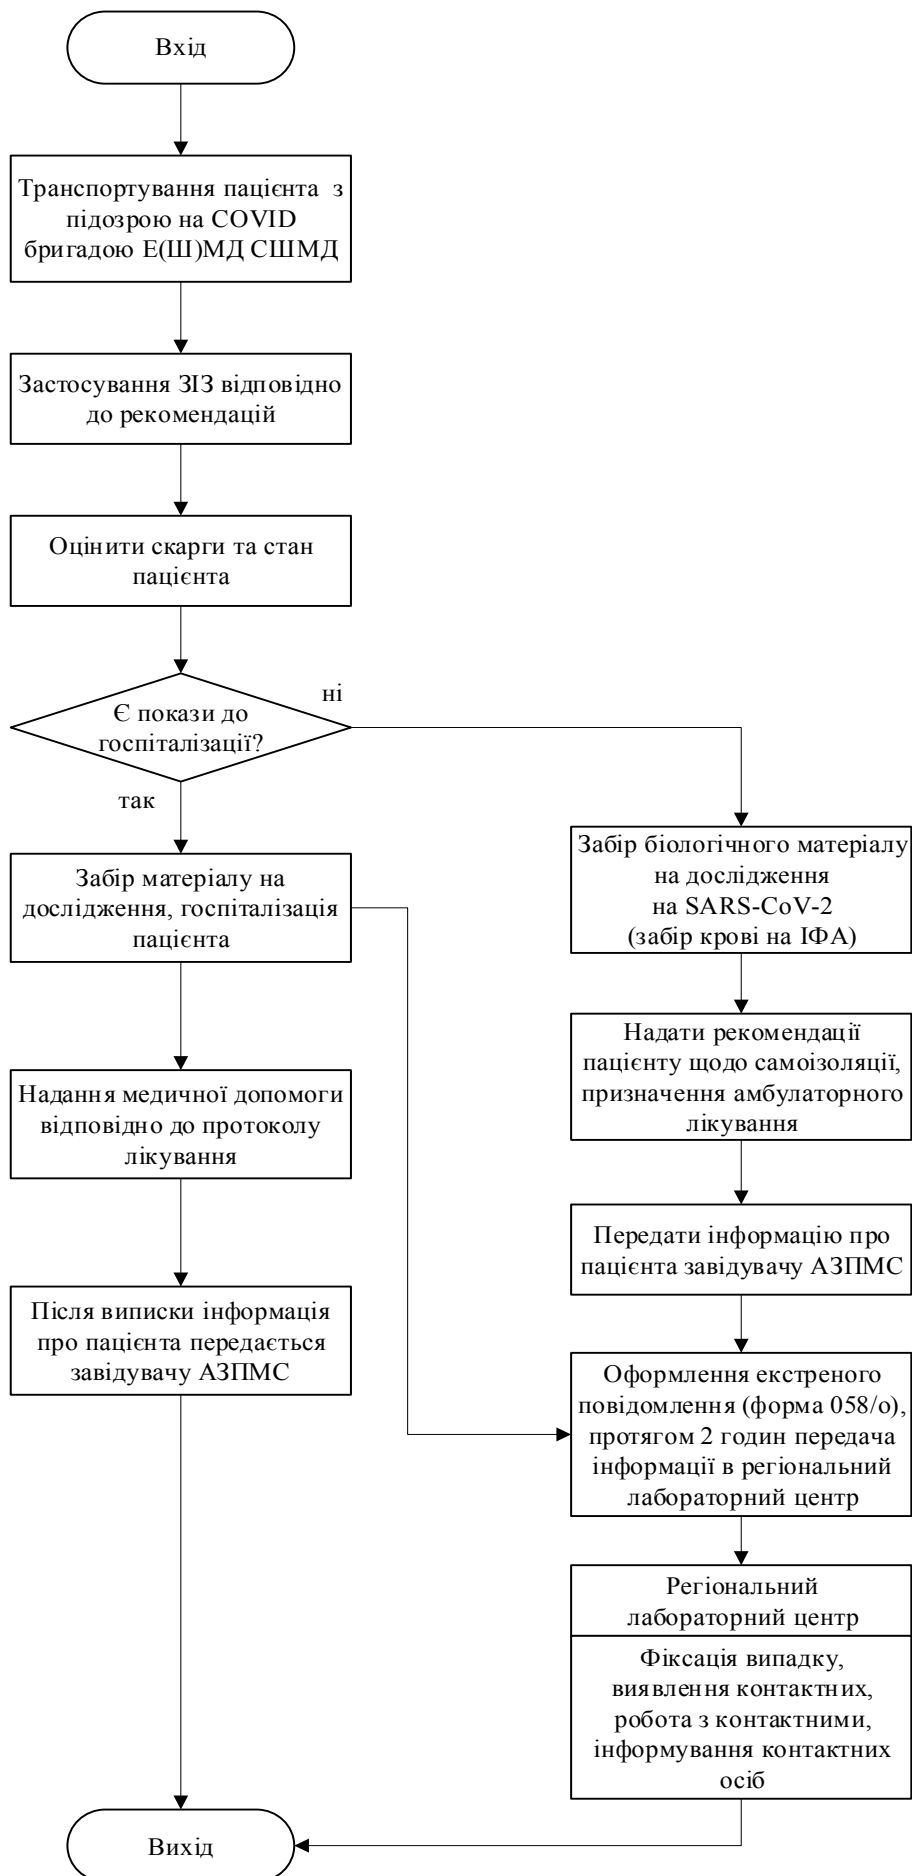 Вхід
Транспортування пацієнта з
підозрою на COVID
бригадою Е(Ш)МД СШМД
Застосування ЗІЗ відповідно
до рекомендацій
Оцінити скарги та стан
пацієнта
Є покази до
госпіталізації?
ні
так
Забір матеріалу на
дослідження, госпіталізація
пацієнта
Надання медичної допомоги
відповідно до протоколу
лікування
Після виписки інформація
про пацієнта передається
завідувачу АЗПМС
Забір біологічного матеріалу
на дослідження
на SARS-CoV-2
(забір крові на ІФА)
Надати рекомендації
пацієнту щодо самоізоляції,
призначення амбулаторного
лікування
Передати інформацію про
пацієнта завідувачу АЗПМС
Оформлення екстреного
повідомлення (форма 058/о),
протягом 2 годин передача
інформації в регіональний
лабораторний центр
Регіональний
лабораторний центр
Фіксація випадку,
виявлення контактних,
робота з контактними,
інформування контактних
осіб
Вихід